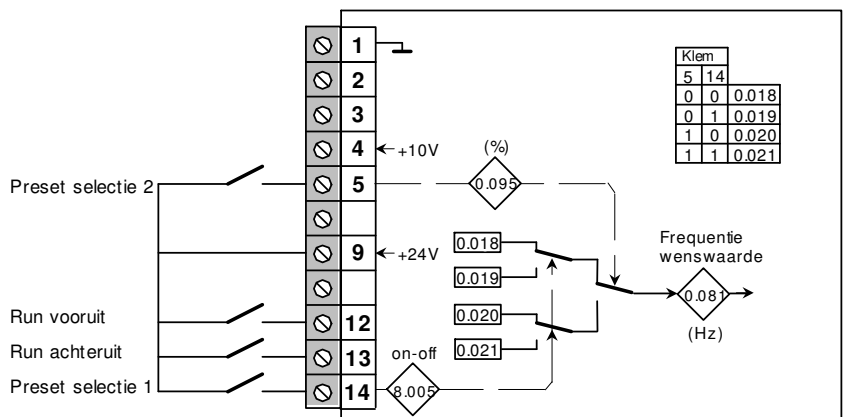 1
2
3
4 +10V
Preset selectie 2 5
9 +24V
Run vooruit 12
Run achteruit 13
Preset selectie 1 14
(%)
0.095
on-off
8.005
0.018
0.019
0.020
0.021
Frequentie
wenswaarde
0.081
(Hz)
Klem
5 14
0 0 0.018
0 1 0.019
1 0 0.020
1 1 0.021